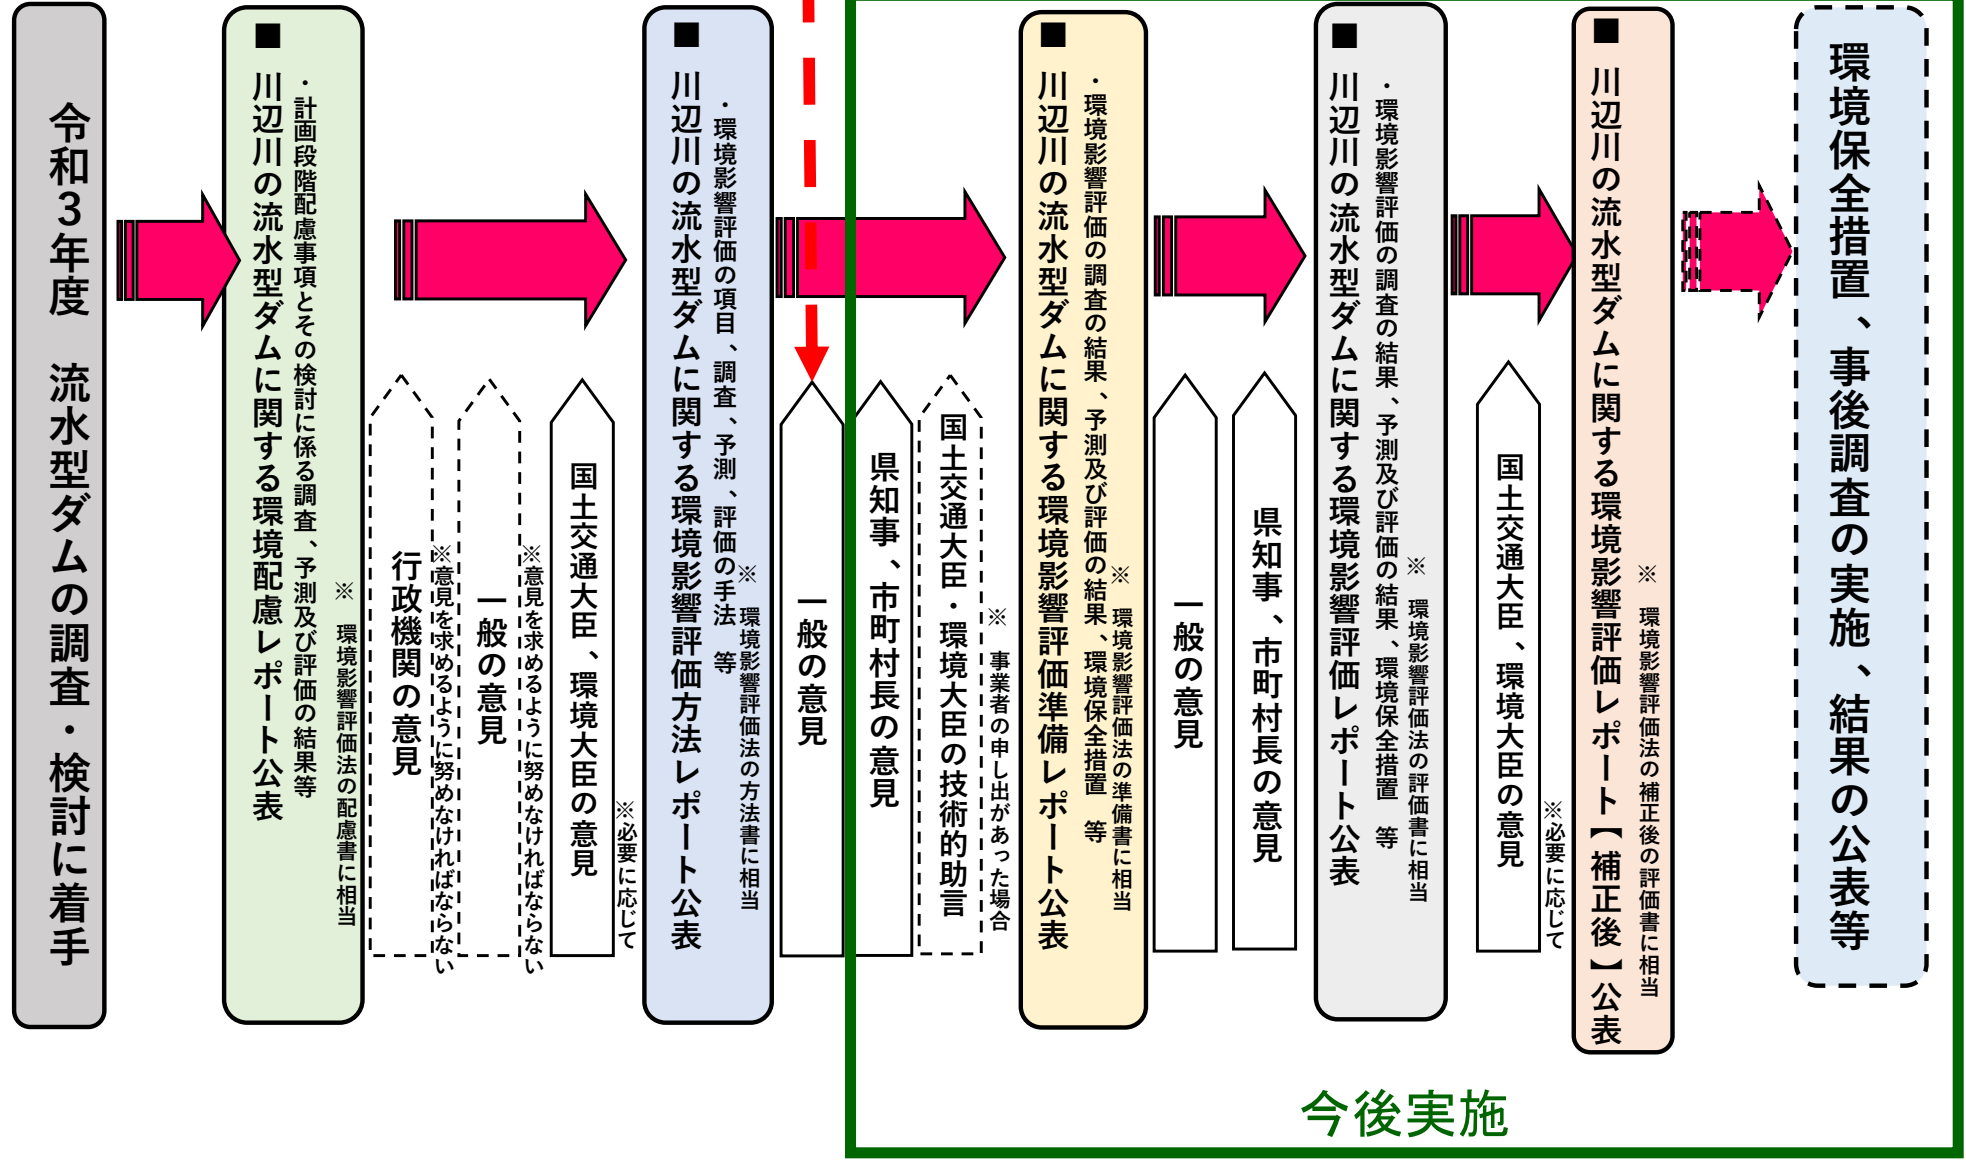 令和３年度　流水型ダムの調査・検討に着手
■川辺川の流水型ダムに関する環境配慮レポート公表
・計画段階配慮事項とその検討に係る調査、予測及び評価の結果等
※　環境影響評価法の配慮書に相当
行政機関の意見
※意見を求めるように努めなければならない
一般の意見
※意見を求めるように努めなければならない
国土交通大臣、環境大臣の意見
※必要に応じて
■川辺川の流水型ダムに関する環境影響評価方法レポート公表
・環境影響評価の項目、調査、予測、評価の手法　等
※　環境影響評価法の方法書に相当
一般の意見
県知事、市町村長の意見
国土交通大臣・環境大臣の技術的助言
※　事業者の申し出があった場合
■川辺川の流水型ダムに関する環境影響評価準備レポート公表
・環境影響評価の調査の結果、予測及び評価の結果、環境保全措置　等
※　環境影響評価法の準備書に相当
一般の意見
県知事、市町村長の意見
■川辺川の流水型ダムに関する環境影響評価レポート公表
・環境影響評価の調査の結果、予測及び評価の結果、環境保全措置　等
※　環境影響評価法の評価書に相当
国土交通大臣、環境大臣の意見
※必要に応じて
■川辺川の流水型ダムに関する環境影響評価レポート【補正後】公表
※　環境影響評価法の補正後の評価書に相当
環境保全措置、事後調査の実施、結果の公表等
今後実施